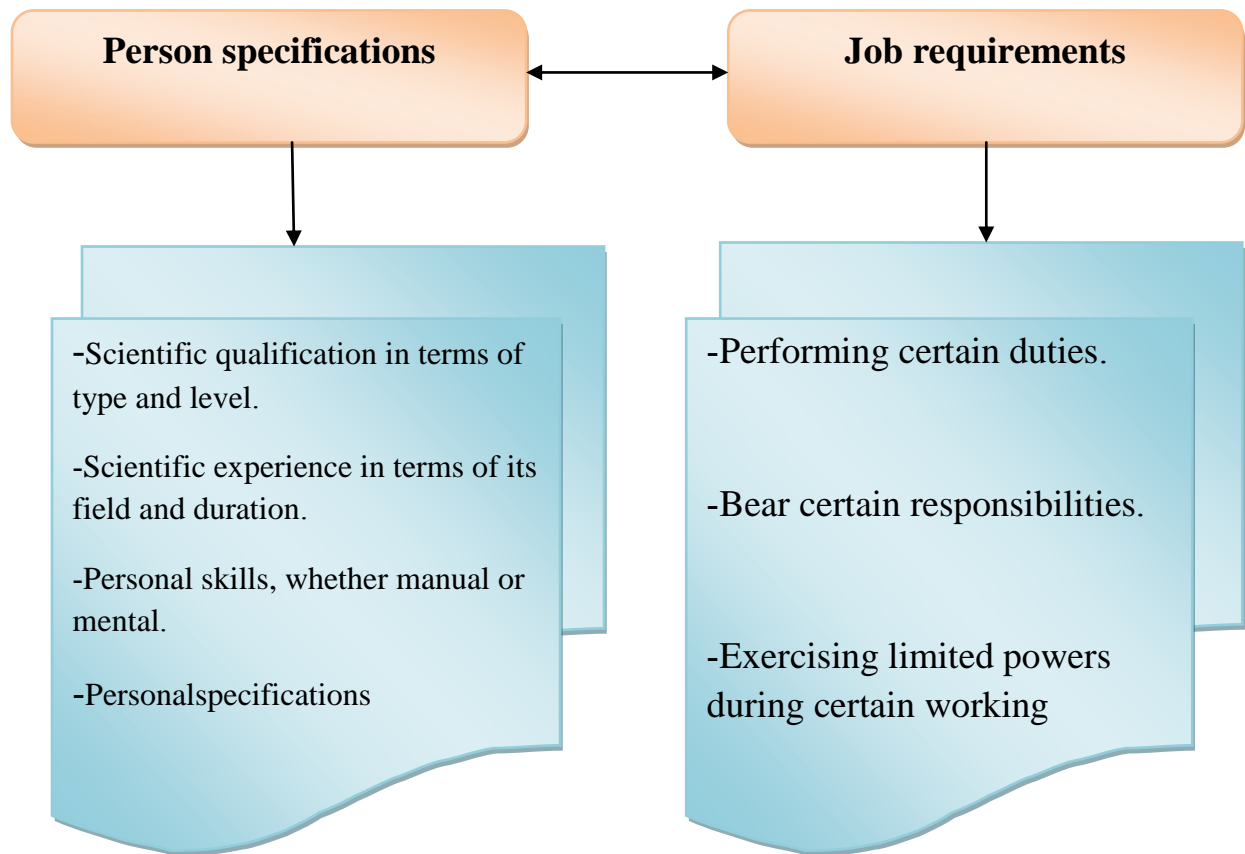 Person specifications
Job requirements
-Scientific qualification in terms of
type and level.
-Scientific experience in terms of its
field and duration.
-Personal skills, whether manual or
mental.
-Personalspecifications
-Performing certain duties.
-Bear certain responsibilities.
-Exercising limited powers
during certain working